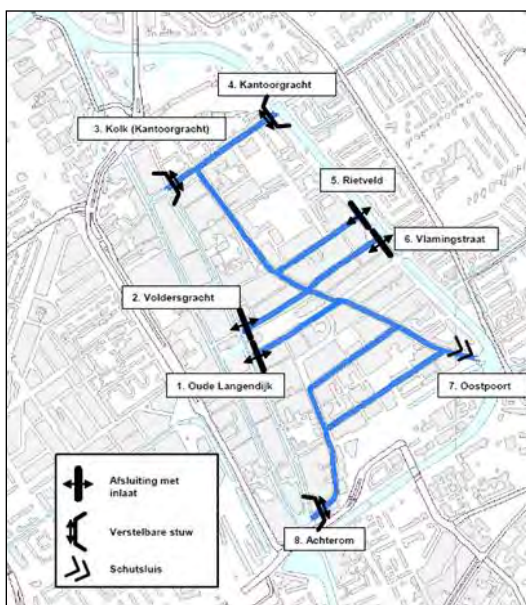 4. Kantoorgracht
3. Kolk (Kantoorgracht)
5. Rietveld
6. Vlamingstraat
2. Voldersgracht
1. Oude Langendijk
7. Oostpoort
8. Achterom
Afsluiting met
inlaat
Verstelbare stuw
Schutsluis